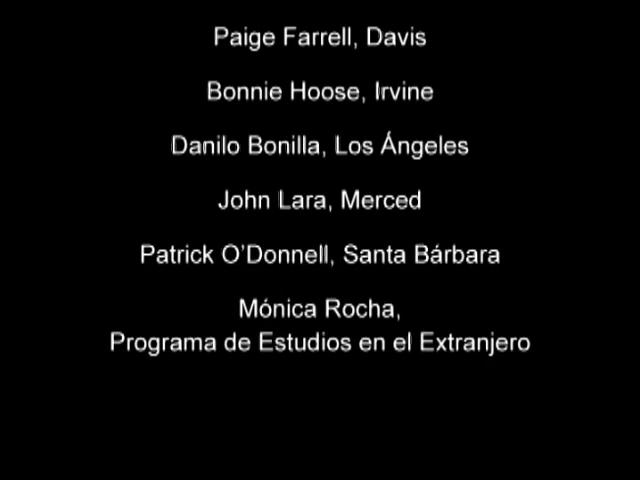 Paige Farrell, Davis
Bonnie Hoose, Irvine
Danilo Bonilla, Los Ángeles
John Lara, Merced
Patrick O’Donnell, Santa Bárbara
Mónica Rocha,
Programa de Estudios en el Extranjero